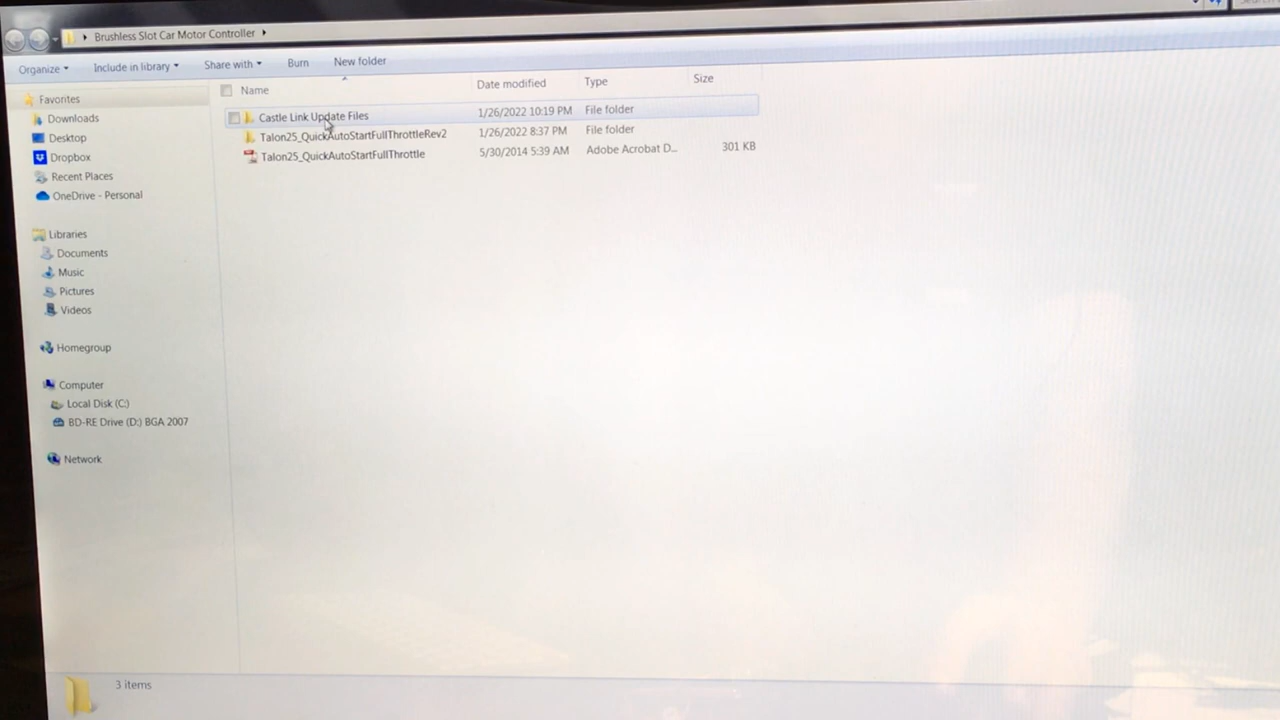 Brushless Slot Car Motor Controller
Organize Include in library Share with Burn New folder
Name Date modified Type Size
Castle Link Update Files 1/26/2022 10:19 PM File folder
Talon25_QuickAutoStartFullThrottleRev2 1/26/2022 8:37 PM File folder
Talon25_QuickAutoStartFullThrottle 5/30/2014 5:39 AM Adobe Acrobat D... 301 KB
Favorites
Downloads
Desktop
Dropbox
Recent Places
OneDrive - Personal
Libraries
Documents
Music
Pictures
Videos
Homegroup
Computer
Local Disk (C:)
BD-RE Drive (D:) BGA 2007
Network
3 items